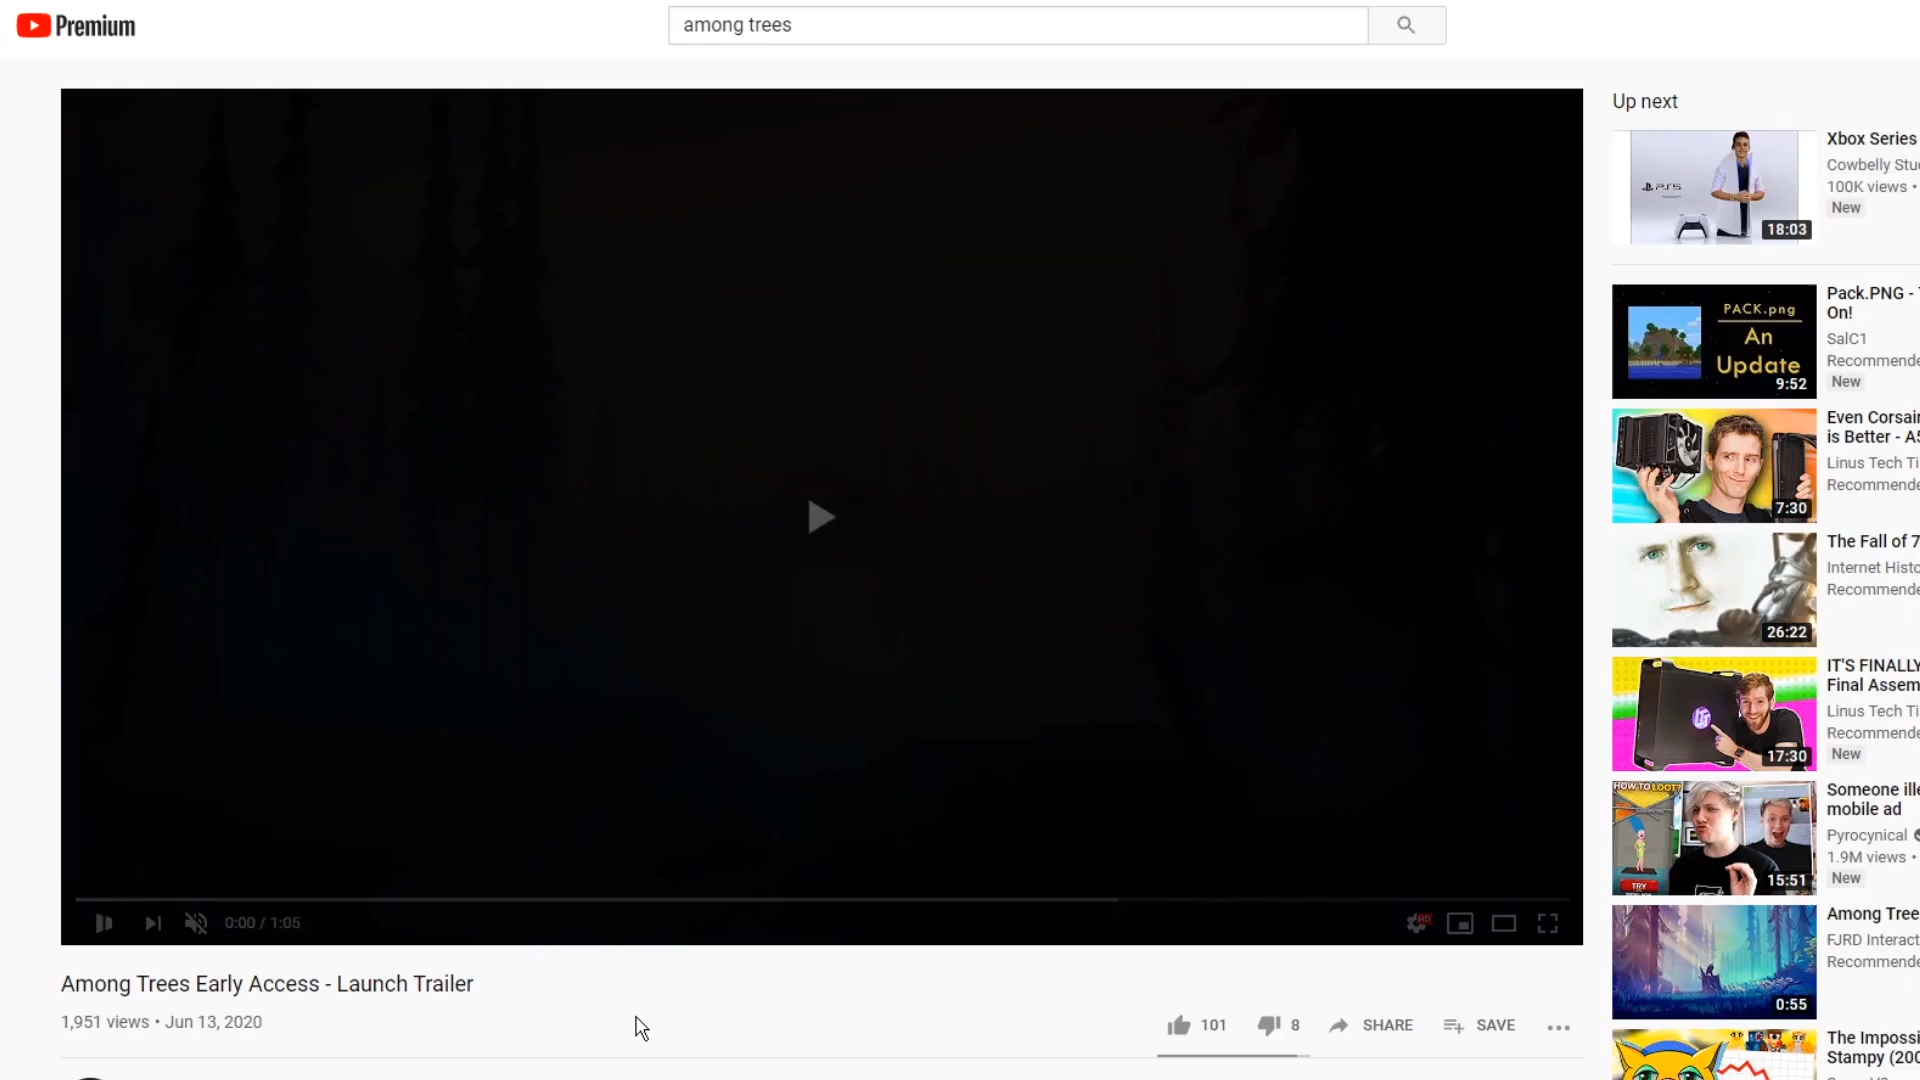 Premium
among trees
Up next
PS5
18:03
Xbox Series
Cowbelly Stu
100K views •
New
PACK.png
An
Update
9:52
Pack.PNG -
On!
SalC1
Recommende
New
7:30
Even Corsair
is Better - A5
Linus Tech Ti
Recommende
26:22
The Fall of 7
Internet Histo
Recommende
17:30
IT'S FINALLY
Final Assem
Linus Tech Ti
Recommende
New
HOW TO LOOT?
TRY
15:51
Someone ille
mobile ad
Pyrocynical
1.9M views •
New
0:55
Among Tree
FJRD Interact
Recommende
The Impossi
Stampy (200
0:00 / 1:05
HD
Among Trees Early Access - Launch Trailer
1,951 views • Jun 13, 2020
101
8
SHARE
SAVE